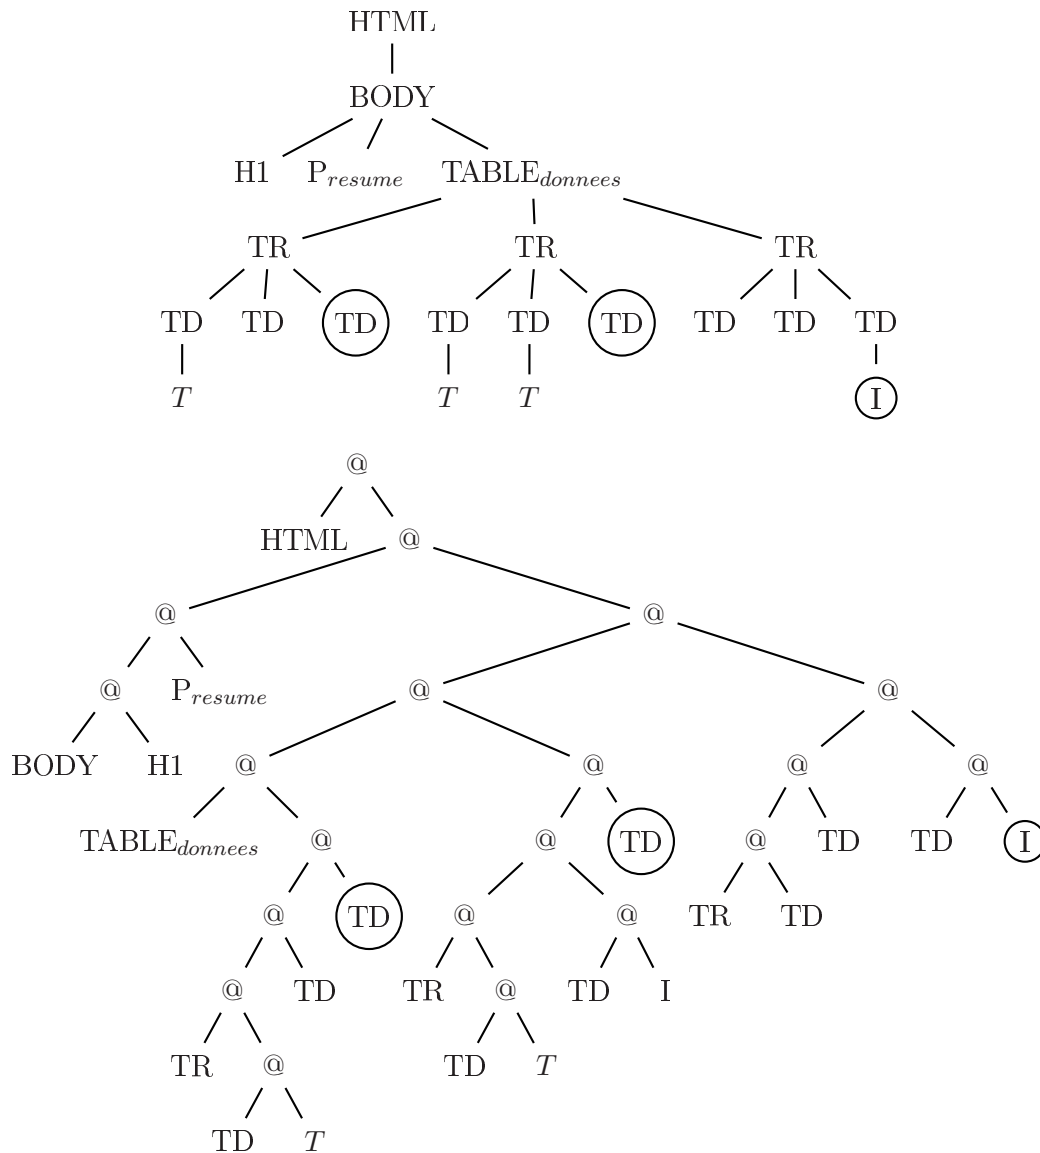 HTML
BODY
H1 P_resume TABLE_donnees
TR TR TR
TD TD TD TD TD TD TD TD TD
T T T I
@
HTML @
@ @
@ P_resume @ @
BODY H1 @ @ @ @
TABLE_donnees @ @ TD @ TD TD I
@ TD @ @ TR TD
@ TD TR @ TD I
TR @ TD T
TD T